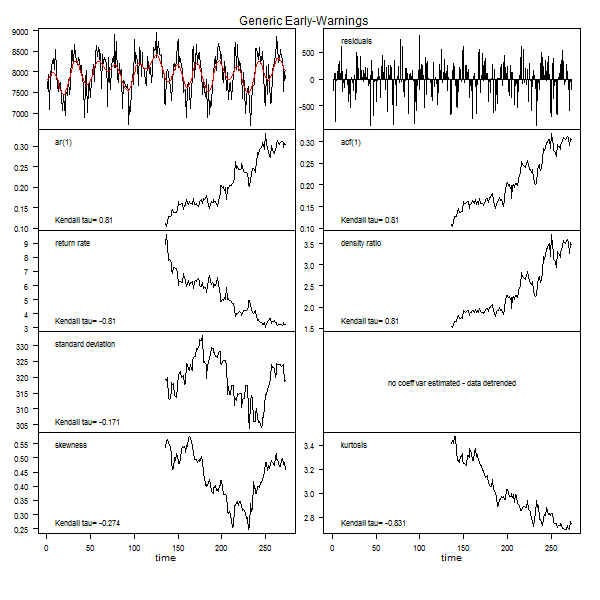 Generic Early-Warnings
9000
8500
8000
7500
7000
residuals
500
0
-500
ar(1)
0.30
0.25
0.20
0.15
0.10
Kendall tau= 0.81
acf(1)
0.30
0.25
0.20
0.15
0.10
Kendall tau= 0.81
return rate
9
8
7
6
5
4
3
Kendall tau= -0.81
density ratio
3.5
3.0
2.5
2.0
1.5
Kendall tau= 0.81
standard deviation
330
325
320
315
310
305
Kendall tau= -0.171
no coeff var estimated - data detrended
skewness
0.55
0.50
0.45
0.40
0.35
0.30
0.25
Kendall tau= -0.274
0 50 100 150 200 250
time
kurtosis
3.4
3.2
3.0
2.8
Kendall tau= -0.831
0 50 100 150 200 250
time